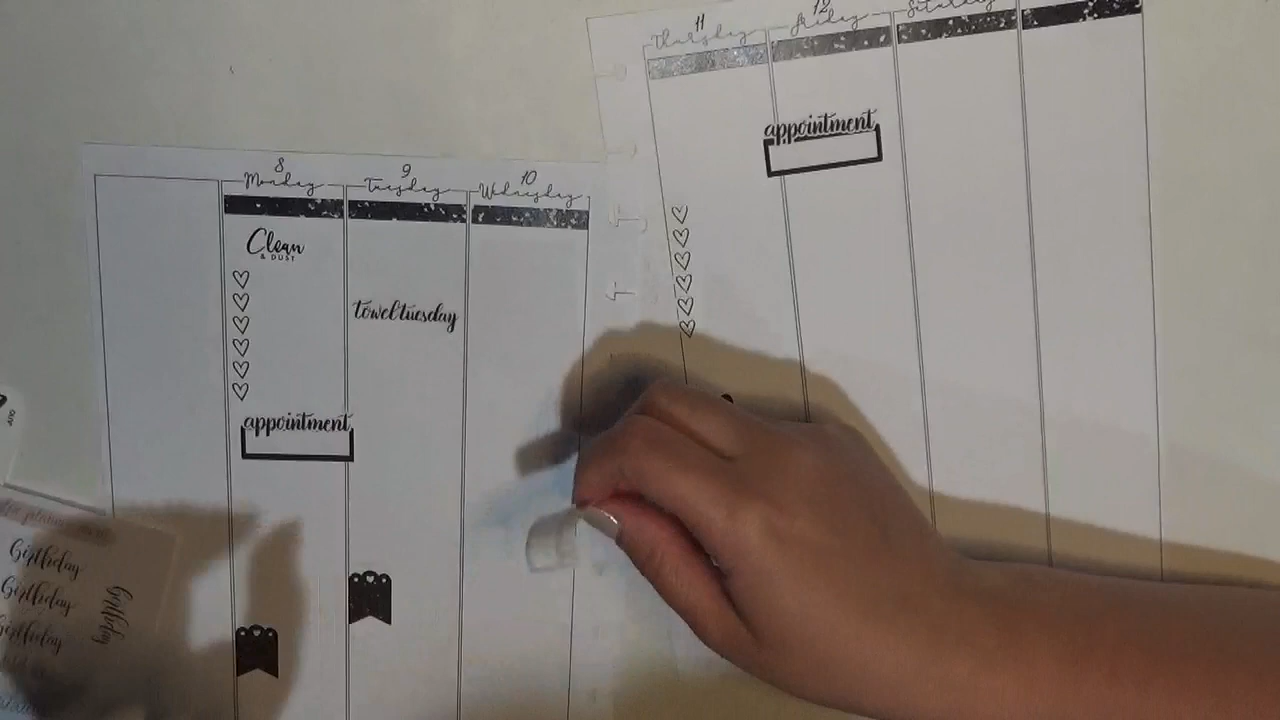 8
Monday
9
Tuesday
10
Wednesday
11
Thursday
12
Friday
Saturday
Clean
& DUST
towel tuesday
appointment
appointment
Birthday
Birthday
Birthday
Birthday